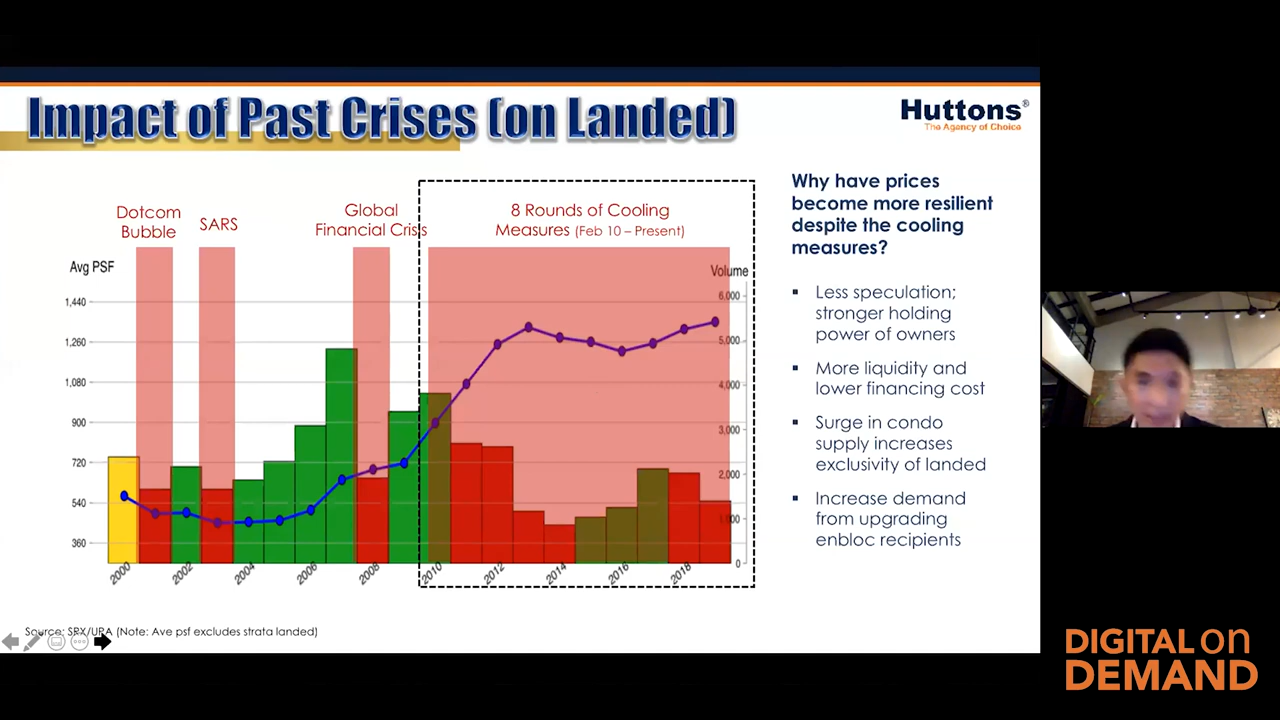 Impact of Past Crises (on Landed)
Huttons®
The Agency of Choice
Dotcom
Bubble
SARS
Global
Financial Crisis
8 Rounds of Cooling
Measures (Feb 10 – Present)
Avg PSF
Volume
1,440
1,260
1,080
900
720
540
360
6,000
5,000
4,000
3,000
2,000
1,000
0
2000
2002
2004
2006
2008
2010
2012
2014
2016
2018
Why have prices
become more resilient
despite the cooling
measures?
▪ Less speculation;
stronger holding
power of owners
▪ More liquidity and
lower financing cost
▪ Surge in condo
supply increases
exclusivity of landed
▪ Increase demand
from upgrading
enbloc recipients
Source: SRX/URA (Note: Ave psf excludes strata landed)
DIGITAL on
DEMAND